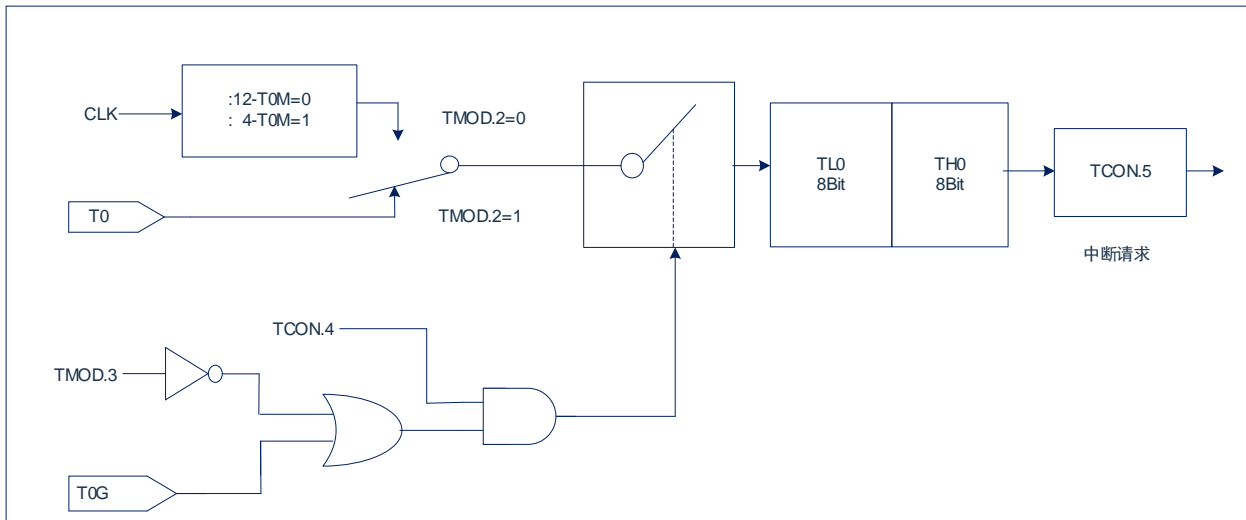 :12-T0M=0
: 4-T0M=1
CLK
TMOD.2=0
T0
TMOD.2=1
TL0
8Bit
TH0
8Bit
TCON.5
中断请求
TCON.4
TMOD.3
T0G